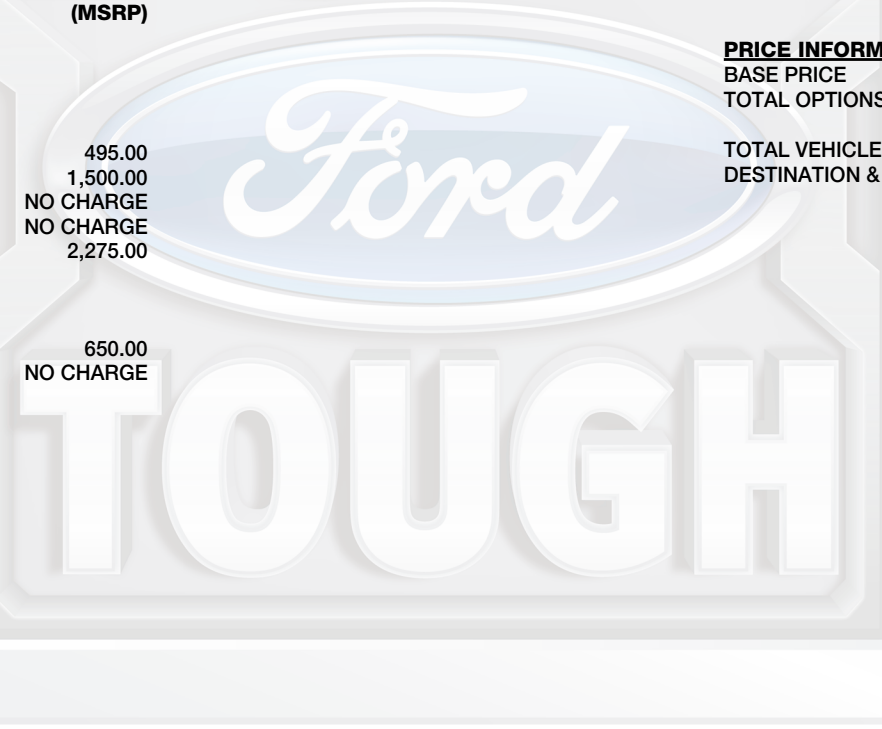 (MSRP)
495.00
1,500.00
NO CHARGE
NO CHARGE
2,275.00
650.00
NO CHARGE
PRICE INFORM
BASE PRICE
TOTAL OPTIONS
TOTAL VEHICLE
DESTINATION &
Ford
TOUGH